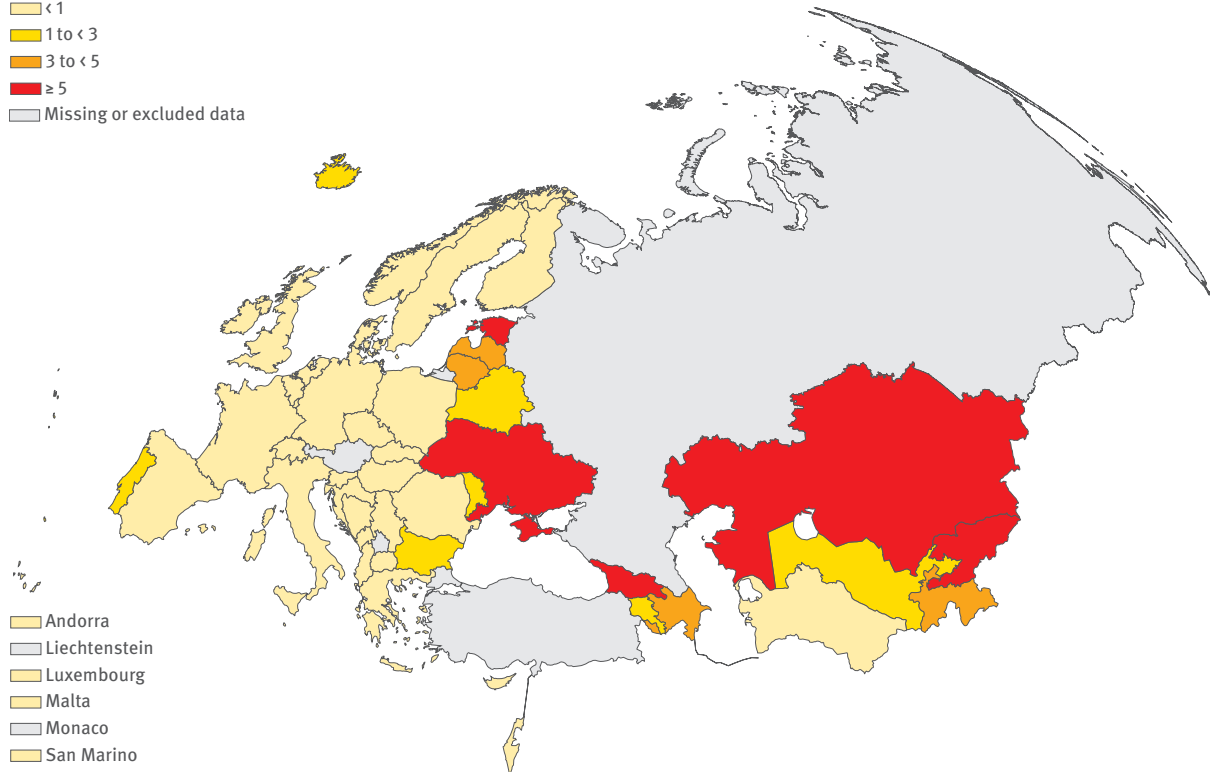 < 1
1 to < 3
3 to < 5
≥ 5
Missing or excluded data
Andorra
Liechtenstein
Luxembourg
Malta
Monaco
San Marino